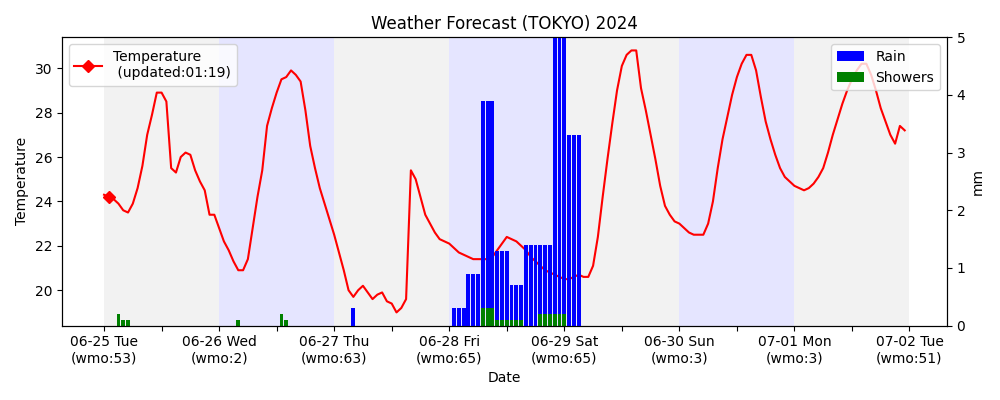 Weather Forecast (TOKYO) 2024
Temperature
(updated:01:19)
Rain
Showers
Temperature
30
28
26
24
22
20
5
4
3
2
1
0
mm
06-25 Tue
(wmo:53)
06-26 Wed
(wmo:2)
06-27 Thu
(wmo:63)
06-28 Fri
(wmo:65)
06-29 Sat
(wmo:65)
06-30 Sun
(wmo:3)
07-01 Mon
(wmo:3)
07-02 Tue
(wmo:51)
Date